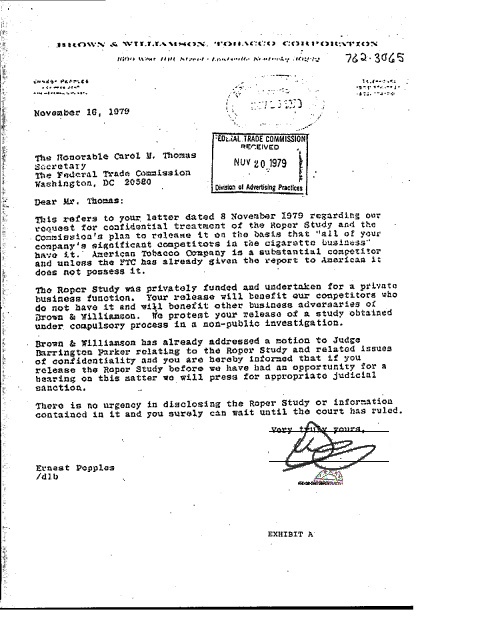 BROWN & WILLIAMSON TOBACCO CORPORATION
1600 West Hill Street - Louisville Kentucky 40212
762-3065
ERNEST PEPPLES
November 16, 1979
FEDERAL TRADE COMMISSION
RECEIVED
NOV 20 1979
Division of Advertising Practices
The Honorable Carol M. Thomas
Secretary
The Federal Trade Commission
Washington, DC 20580
Dear Mr. Thomas:
This refers to your letter dated 8 November 1979 regarding our
request for confidential treatment of the Roper Study and the
Commission's plan to release it on the basis that "all of your
company's significant competitors in the cigarette business"
have it. American Tobacco Company is a substantial competitor
and unless the FTC has already given the report to American it
does not possess it.
The Roper Study was privately funded and undertaken for a private
business function. Your release will benefit our competitors who
do not have it and will benefit other business adversaries of
Brown & Williamson. We protest your release of a study obtained
under compulsory process in a non-public investigation.
Brown & Williamson has already addressed a motion to Judge
Barrington Parker relating to the Roper Study and related issues
of confidentiality and you are hereby informed that if you
release the Roper Study before we have had an opportunity for a
hearing on this matter we will press for appropriate judicial
sanction.
There is no urgency in disclosing the Roper Study or information
contained in it and you surely can wait until the court has ruled.
Very truly yours,
Ernest Pepples
/dlb
EXHIBIT A